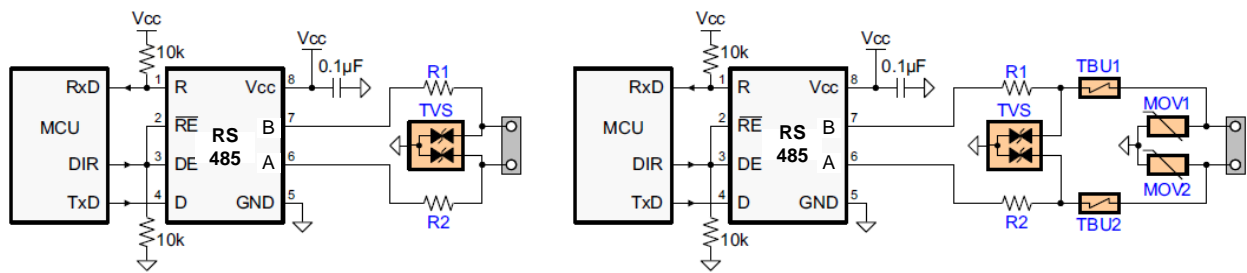 Vcc
10k
Vcc
0.1µF
RxD
1
R
Vcc
8
R1
TVS
MCU
2
RE
RS
485
B
7
DIR
3
DE
A
6
TxD
4
D
GND
5
R2
10k
Vcc
10k
Vcc
0.1µF
RxD
1
R
Vcc
8
R1
TBU1
TVS
MOV1
MCU
2
RE
RS
485
B
7
DIR
3
DE
A
6
MOV2
TxD
4
D
GND
5
R2
TBU2
10k